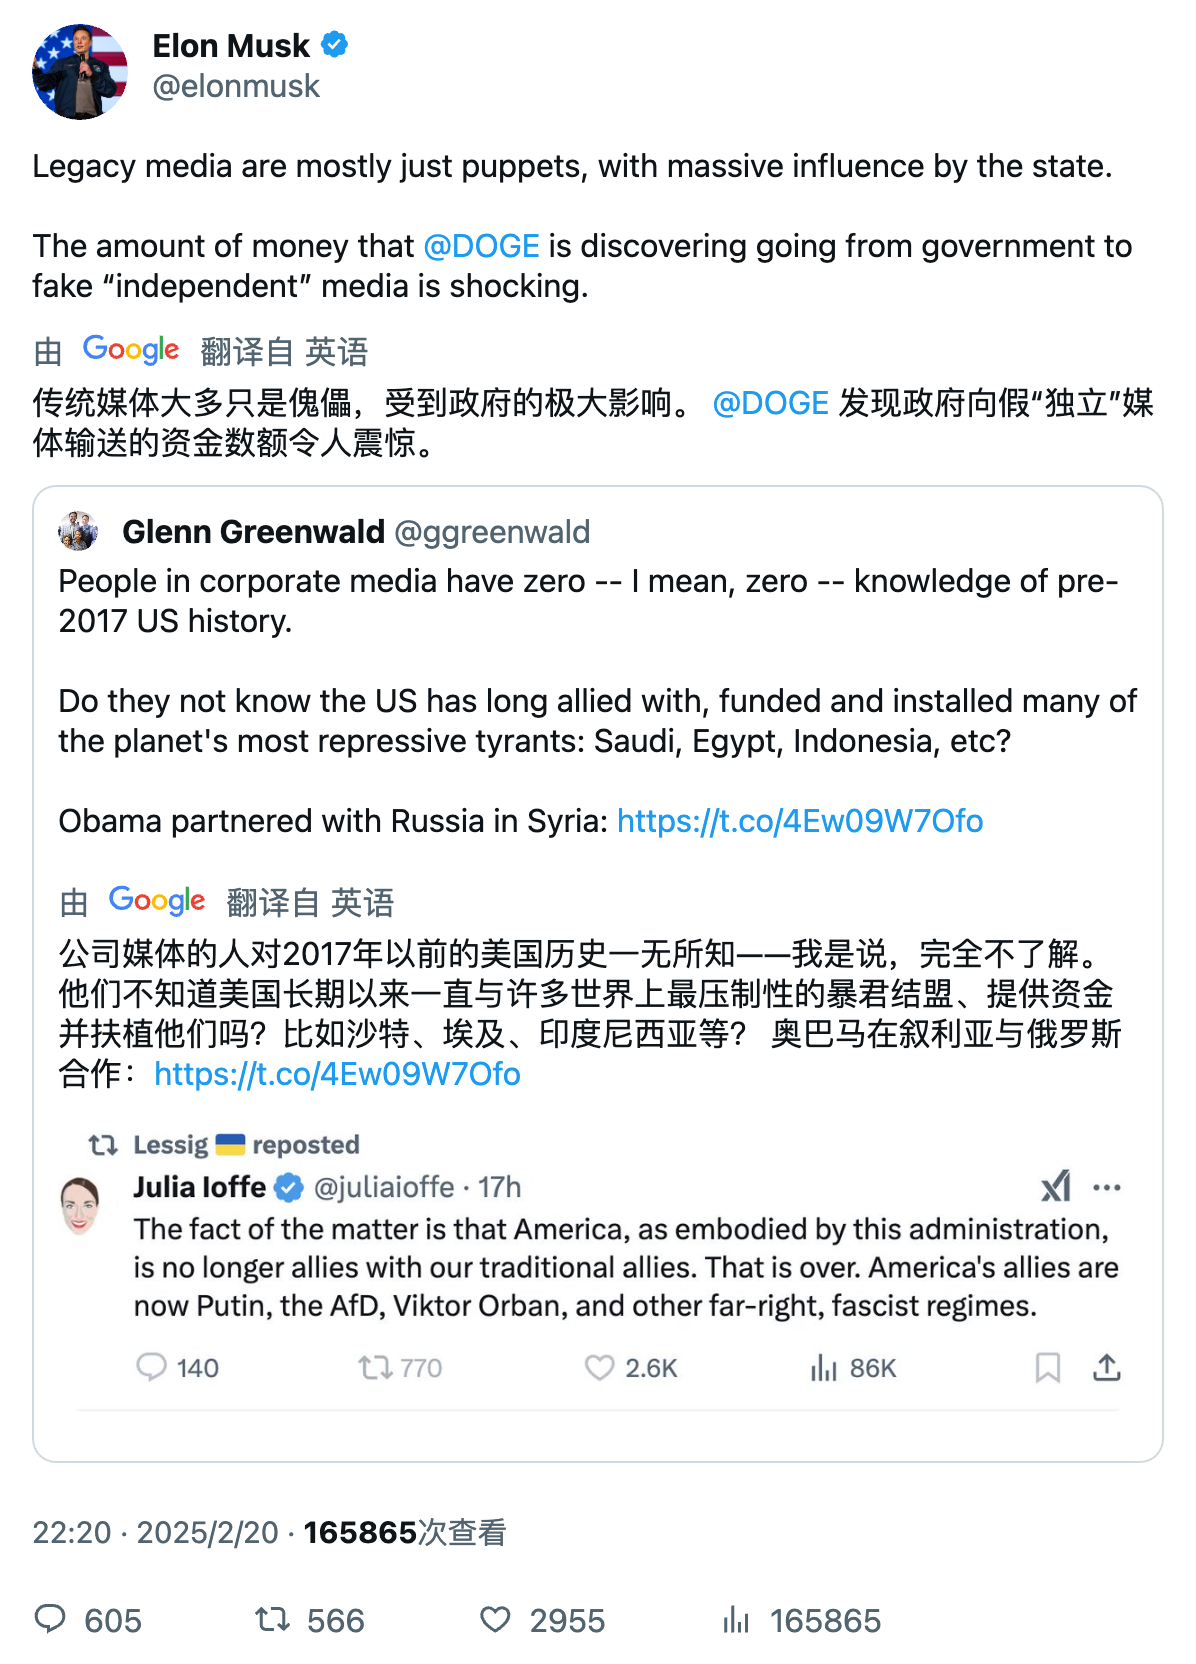 Elon Musk
@elonmusk
Legacy media are mostly just puppets, with massive influence by the state.
The amount of money that @DOGE is discovering going from government to
fake “independent” media is shocking.
由 Google 翻译自 英语
传统媒体大多只是傀儡，受到政府的极大影响。 @DOGE 发现政府向假“独立”媒
体输送的资金数额令人震惊。
Glenn Greenwald @ggreenwald
People in corporate media have zero -- I mean, zero -- knowledge of pre-
2017 US history.
Do they not know the US has long allied with, funded and installed many of
the planet's most repressive tyrants: Saudi, Egypt, Indonesia, etc?
Obama partnered with Russia in Syria: https://t.co/4Ew09W7Ofo
由 Google 翻译自 英语
公司媒体的人对2017年以前的美国历史一无所知——我是说，完全不了解。
他们不知道美国长期以来一直与许多世界上最压制性的暴君结盟、提供资金
并扶植他们吗？比如沙特、埃及、印度尼西亚等？ 奥巴马在叙利亚与俄罗斯
合作：https://t.co/4Ew09W7Ofo
Lessig reposted
Julia Ioffe @juliaioffe · 17h
The fact of the matter is that America, as embodied by this administration,
is no longer allies with our traditional allies. That is over. America's allies are
now Putin, the AfD, Viktor Orban, and other far-right, fascist regimes.
140 770 2.6K 86K
22:20 · 2025/2/20 · 165865次查看
605 566 2955 165865